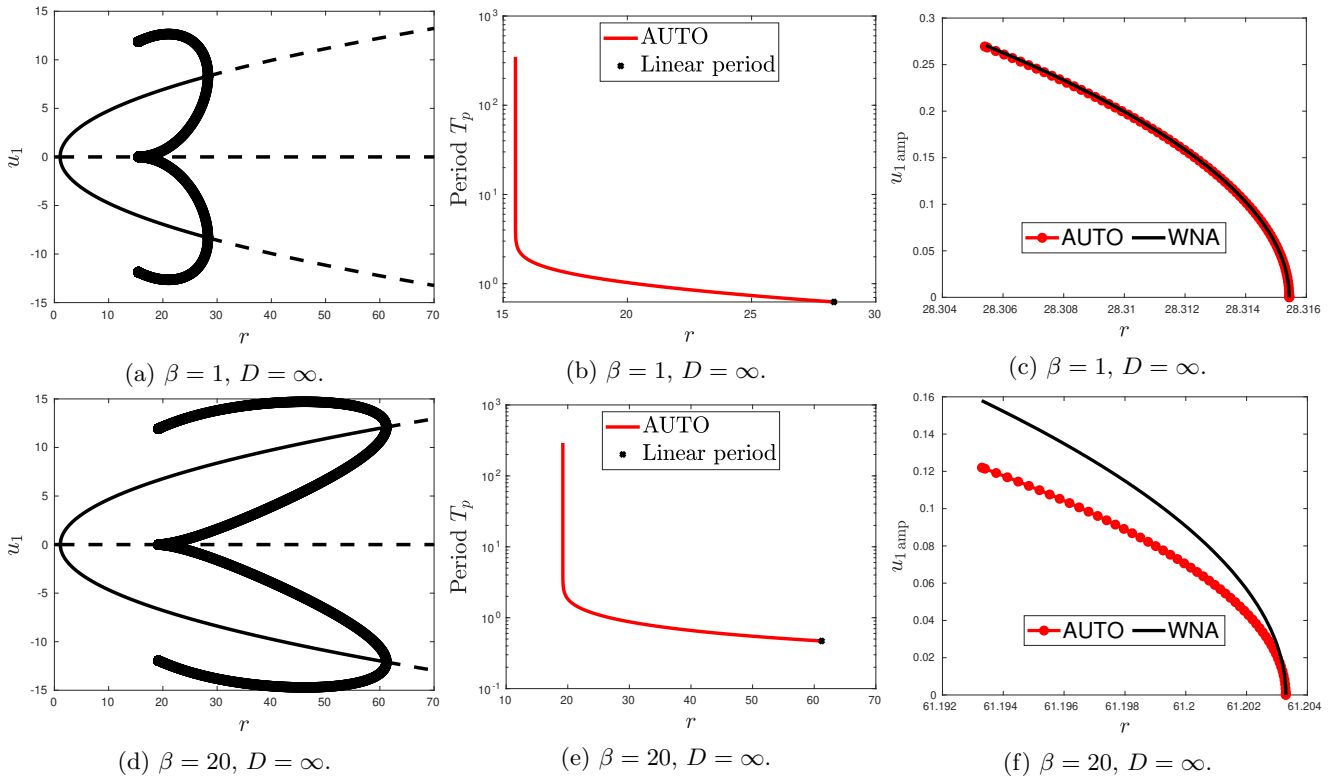 15
10
5
0
-5
-10
-15
u₁
0 10 20 30 40 50 60 70
r
(a) β = 1, D = ∞.
10³
10²
10¹
10⁰
Period Tₚ
AUTO
Linear period
15 20 25 30
r
(b) β = 1, D = ∞.
0.3
0.25
0.2
0.15
0.1
0.05
0
u₁ amp
AUTO WNA
28.304 28.306 28.308 28.31 28.312 28.314 28.316
r
(c) β = 1, D = ∞.
15
10
5
0
-5
-10
-15
u₁
0 10 20 30 40 50 60 70
r
(d) β = 20, D = ∞.
10³
10²
10¹
10⁰
10⁻¹
Period Tₚ
AUTO
Linear period
10 20 30 40 50 60 70
r
(e) β = 20, D = ∞.
0.16
0.14
0.12
0.1
0.08
0.06
0.04
0.02
0
u₁ amp
AUTO WNA
61.192 61.194 61.196 61.198 61.2 61.202 61.204
r
(f) β = 20, D = ∞.